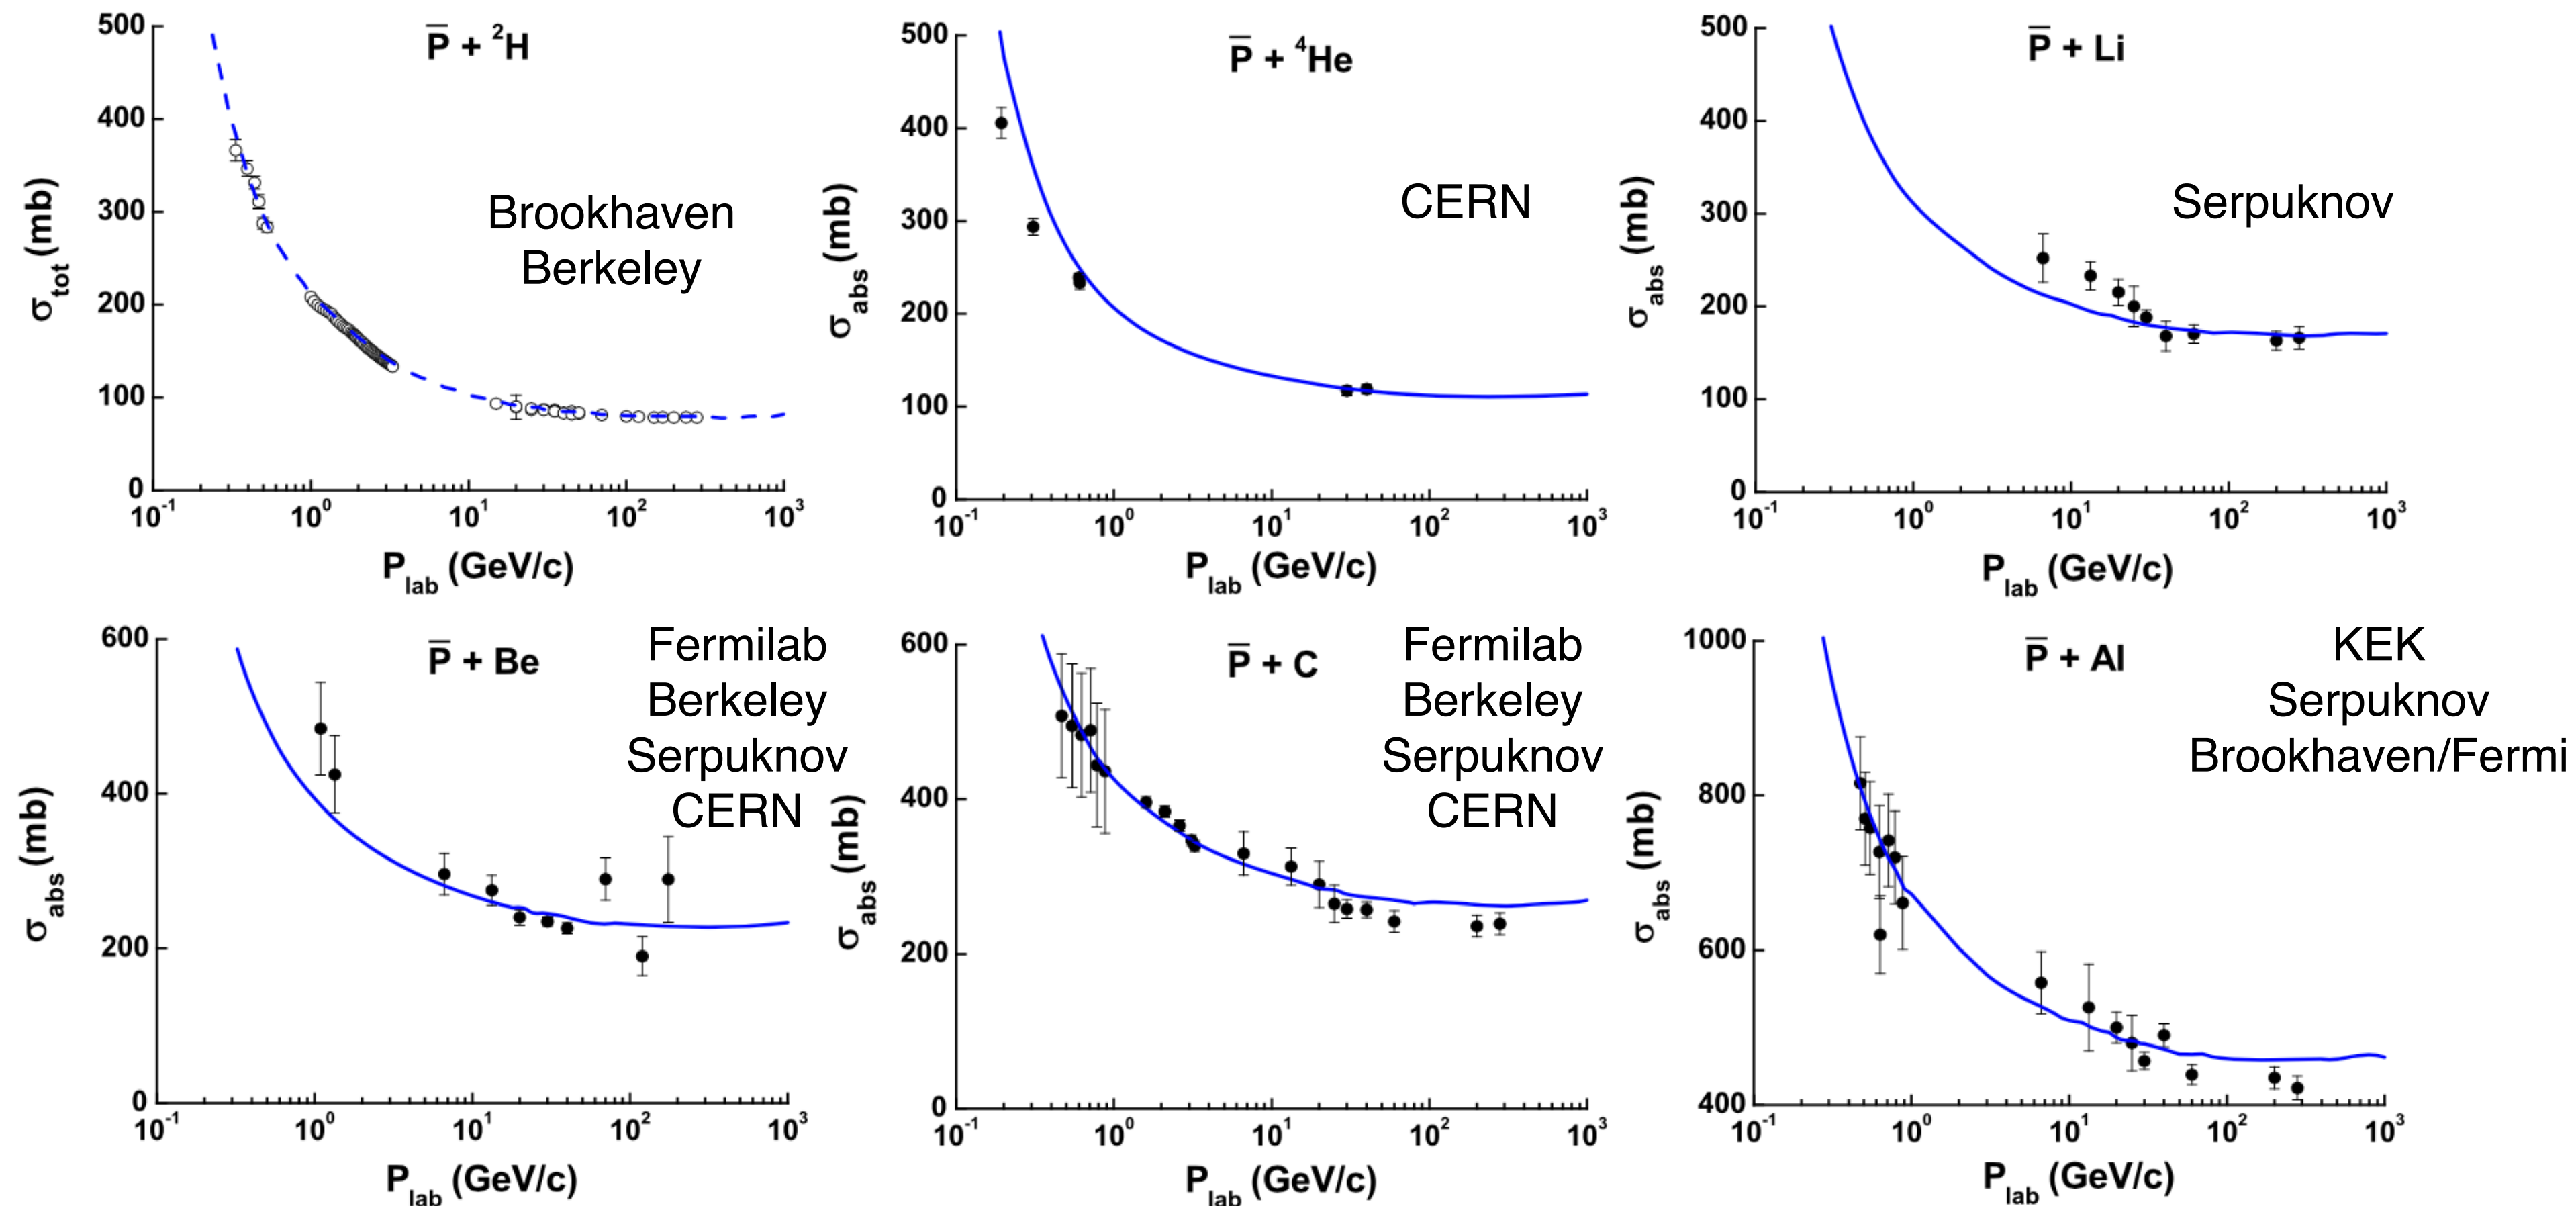 P̅ + ²H
Brookhaven
Berkeley
σtot (mb)
500
400
300
200
100
0
10⁻¹ 10⁰ 10¹ 10² 10³
Plab (GeV/c)
P̅ + ⁴He
CERN
σabs (mb)
500
400
300
200
100
0
10⁻¹ 10⁰ 10¹ 10² 10³
Plab (GeV/c)
P̅ + Li
Serpuknov
σabs (mb)
500
400
300
200
100
0
10⁻¹ 10⁰ 10¹ 10² 10³
Plab (GeV/c)
P̅ + Be
Fermilab
Berkeley
Serpuknov
CERN
σabs (mb)
600
400
200
0
10⁻¹ 10⁰ 10¹ 10² 10³
Plab (GeV/c)
P̅ + C
Fermilab
Berkeley
Serpuknov
CERN
σabs (mb)
600
400
200
0
10⁻¹ 10⁰ 10¹ 10² 10³
Plab (GeV/c)
P̅ + Al
KEK
Serpuknov
Brookhaven/Fermi
σabs (mb)
1000
800
600
400
10⁻¹ 10⁰ 10¹ 10² 10³
Plab (GeV/c)